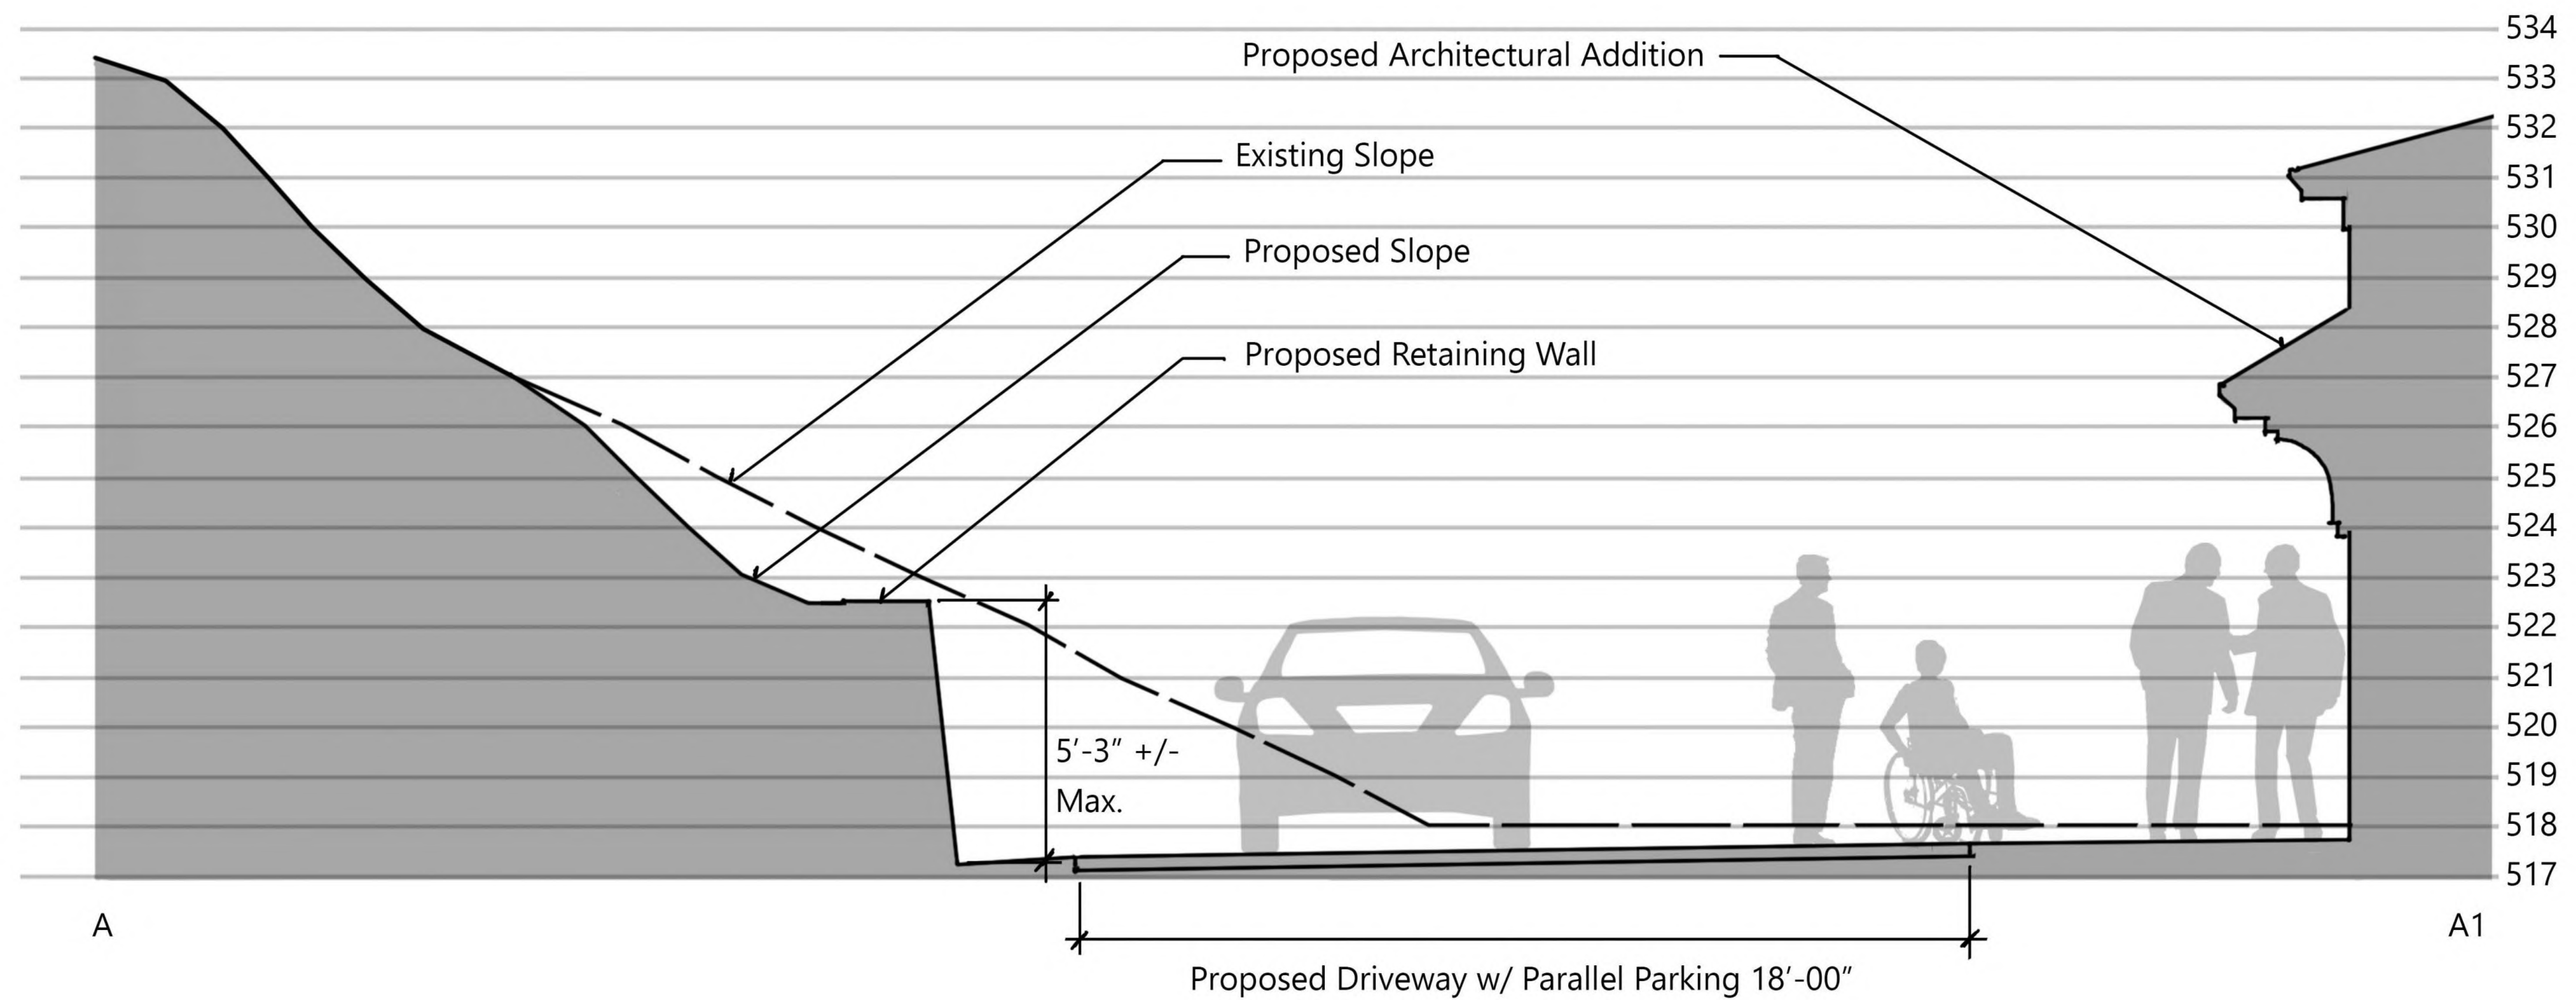 534
Proposed Architectural Addition
533
532
Existing Slope
531
530
Proposed Slope
529
528
Proposed Retaining Wall
527
526
525
524
523
522
521
520
5′-3″ +/-
Max.
519
518
517
A
A1
Proposed Driveway w/ Parallel Parking 18′-00″